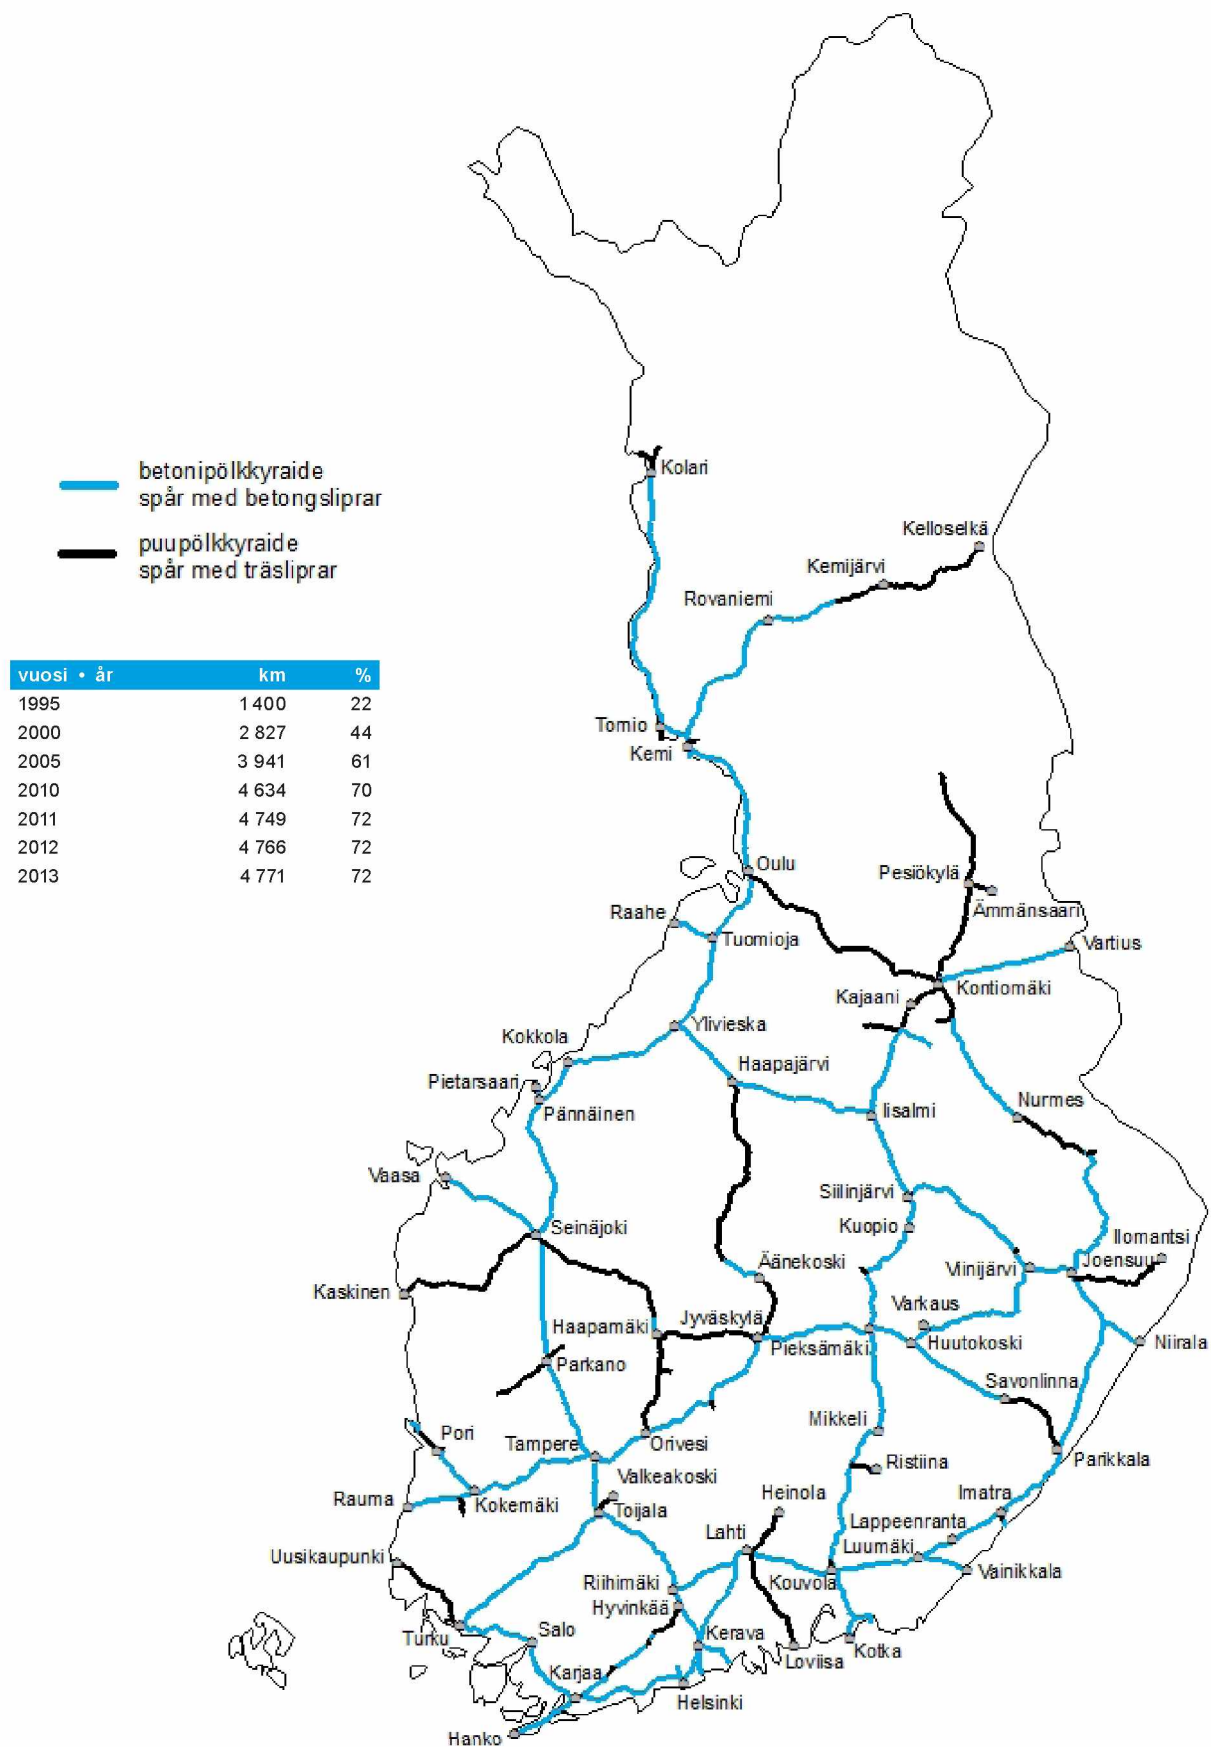 Kolari
betonipölkkyraide
spår med betongsliprar
Kelloselkä
puupölkkyraide
spår med träsliprar
Kemijärvi
Rovaniemi
vuosi • år km %
1995 1 400 22
2000 2 827 44
2005 3 941 61
2010 4 634 70
2011 4 749 72
2012 4 766 72
2013 4 771 72
Tornio
Kemi
Oulu
Pesiökylä
Ämmänsaari
Raahe
Tuomioja
Vartius
Kajaani
Kontiomäki
Ylivieska
Kokkola
Haapajärvi
Pietarsaari
Pännäinen
Iisalmi
Nurmes
Vaasa
Siilinjärvi
Seinäjoki
Kuopio
Ilomantsi
Äänekoski
Viinijärvi
Joensuu
Kaskinen
Haapamäki
Jyväskylä
Varkaus
Pieksämäki
Huutokoski
Niirala
Parkano
Savonlinna
Mikkeli
Pori
Tampere
Orivesi
Parikkala
Ristiina
Valkeakoski
Rauma
Kokemäki
Toijala
Heinola
Imatra
Lahti
Lappeenranta
Luumäki
Uusikaupunki
Riihimäki
Kouvola
Vainikkala
Hyvinkää
Turku
Salo
Kerava
Loviisa
Kotka
Karjaa
Helsinki
Hanko